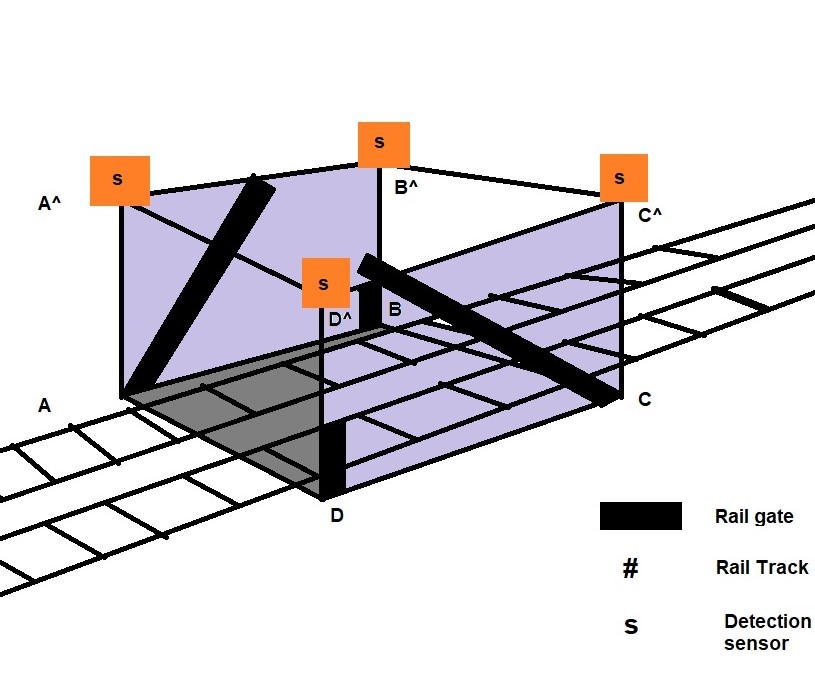 s
s
s
A^
B^
C^
s
D^
B
A
C
D
Rail gate
# Rail Track
s Detection
sensor